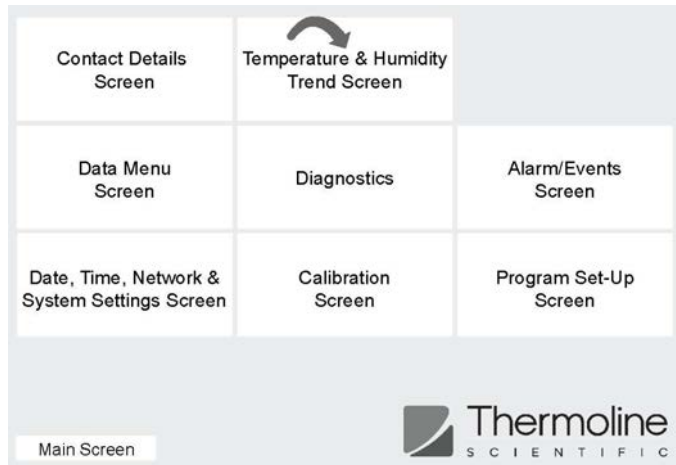 Contact Details
Screen
Temperature & Humidity
Trend Screen
Data Menu
Screen
Diagnostics
Alarm/Events
Screen
Date, Time, Network &
System Settings Screen
Calibration
Screen
Program Set-Up
Screen
Main Screen
Thermoline
SCIENTIFIC